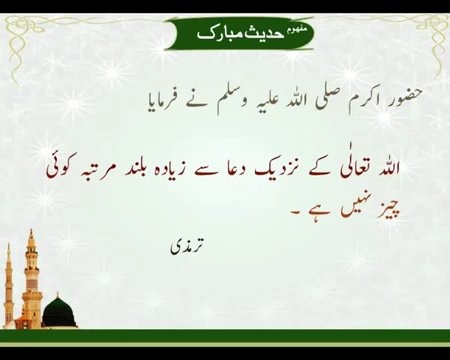 مفہوم حدیث مبارک
حضور اکرم صلی اللہ علیہ وسلم نے فرمایا
اللہ تعالٰی کے نزدیک دعا سے زیادہ بلند مرتبہ کوئی
چیز نہیں ہے ۔
ترمذی